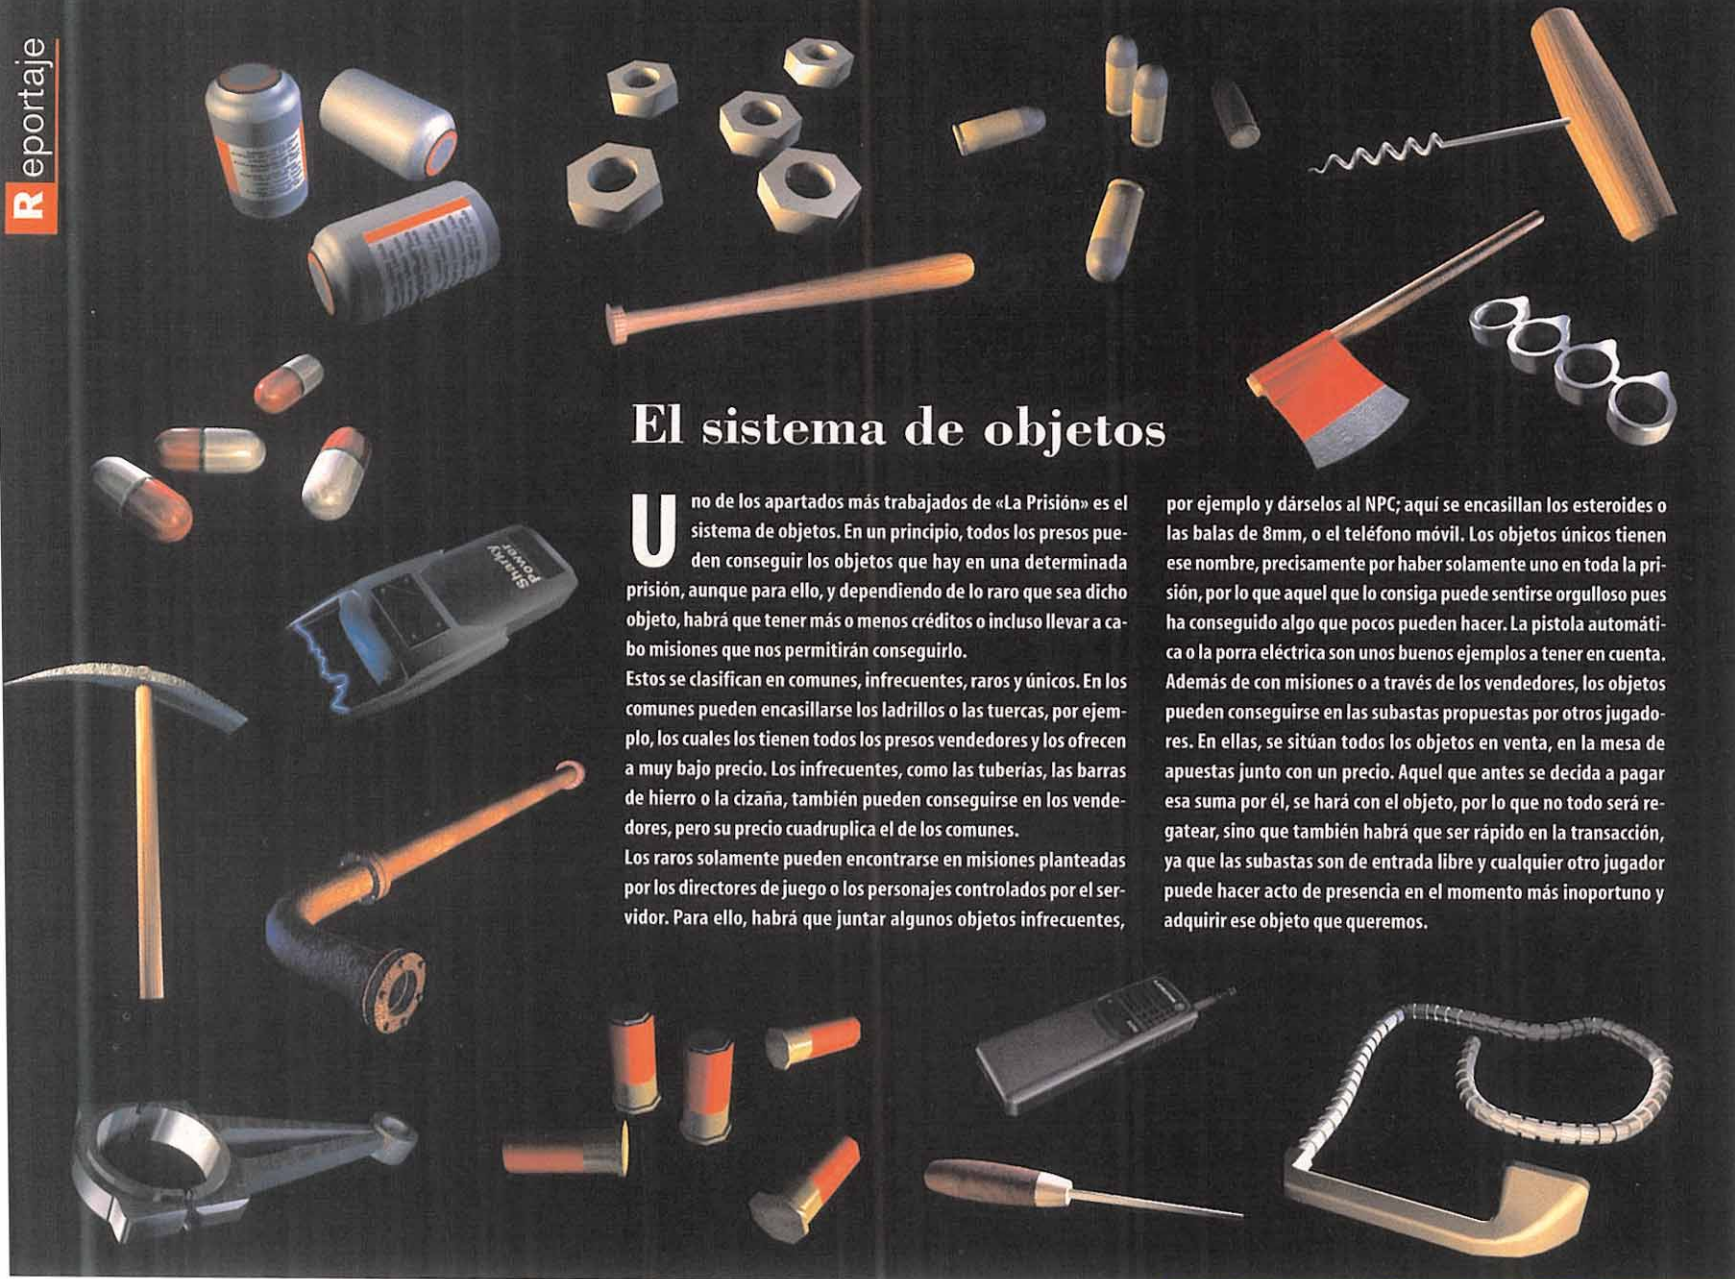 Reportaje
El sistema de objetos
Uno de los apartados más trabajados de «La Prisión» es el
sistema de objetos. En un principio, todos los presos pue-
den conseguir los objetos que hay en una determinada
prisión, aunque para ello, y dependiendo de lo raro que sea dicho
objeto, habrá que tener más o menos créditos o incluso llevar a ca-
bo misiones que nos permitirán conseguirlo.
Estos se clasifican en comunes, infrecuentes, raros y únicos. En los
comunes pueden encasillarse los ladrillos o las tuercas, por ejem-
plo, los cuales los tienen todos los presos vendedores y los ofrecen
a muy bajo precio. Los infrecuentes, como las tuberías, las barras
de hierro o la cizaña, también pueden conseguirse en los vende-
dores, pero su precio cuadruplica el de los comunes.
Los raros solamente pueden encontrarse en misiones planteadas
por los directores de juego o los personajes controlados por el ser-
vidor. Para ello, habrá que juntar algunos objetos infrecuentes,
por ejemplo y dárselos al NPC; aquí se encasillan los esteroides o
las balas de 8mm, o el teléfono móvil. Los objetos únicos tienen
ese nombre, precisamente por haber solamente uno en toda la pri-
sión, por lo que aquel que lo consiga puede sentirse orgulloso pues
ha conseguido algo que pocos pueden hacer. La pistola automáti-
ca o la porra eléctrica son unos buenos ejemplos a tener en cuenta.
Además de con misiones o a través de los vendedores, los objetos
pueden conseguirse en las subastas propuestas por otros jugado-
res. En ellas, se sitúan todos los objetos en venta, en la mesa de
apuestas junto con un precio. Aquel que antes se decida a pagar
esa suma por él, se hará con el objeto, por lo que no todo será re-
gatear, sino que también habrá que ser rápido en la transacción,
ya que las subastas son de entrada libre y cualquier otro jugador
puede hacer acto de presencia en el momento más inoportuno y
adquirir ese objeto que queremos.
Sharky
Power